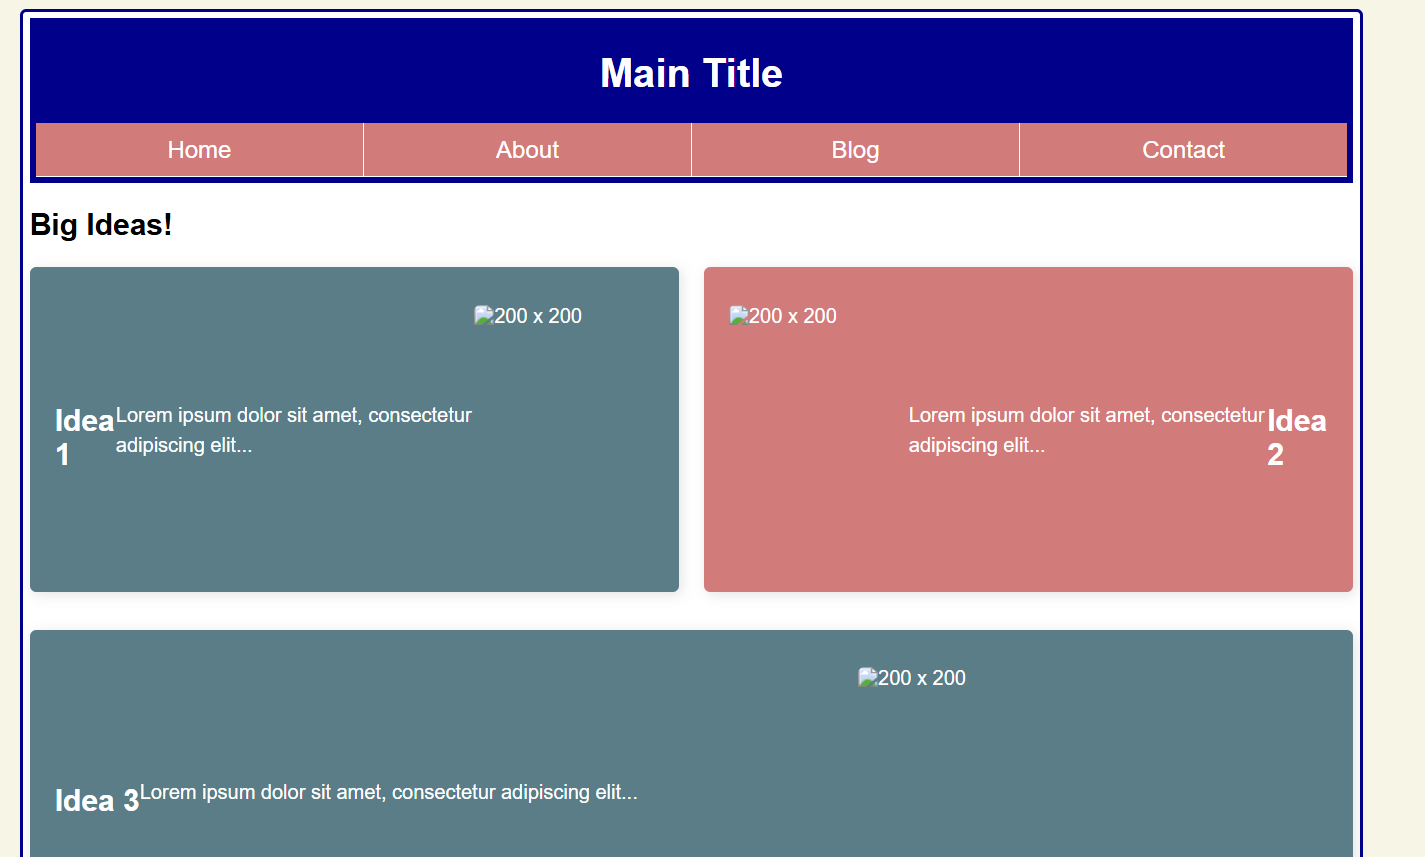 Main Title
Home
About
Blog
Contact
Big Ideas!
200 x 200
Idea
1
Lorem ipsum dolor sit amet, consectetur
adipiscing elit...
200 x 200
Lorem ipsum dolor sit amet, consectetur
adipiscing elit...
Idea
2
200 x 200
Idea 3
Lorem ipsum dolor sit amet, consectetur adipiscing elit...